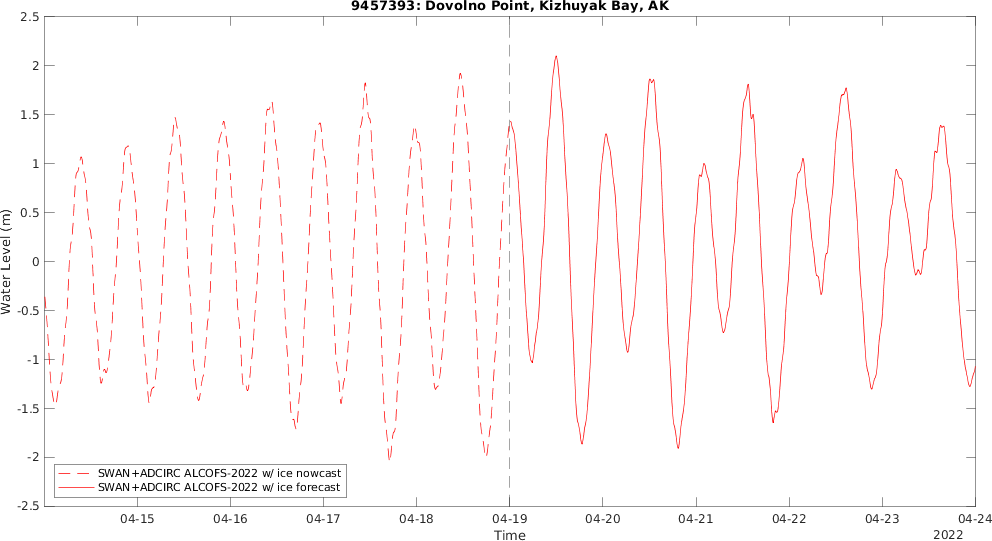 9457393: Dovolno Point, Kizhuyak Bay, AK
2.5
2
1.5
1
0.5
0
-0.5
-1
-1.5
-2
-2.5
Water Level (m)
SWAN+ADCIRC ALCOFS-2022 w/ ice nowcast
SWAN+ADCIRC ALCOFS-2022 w/ ice forecast
04-15 04-16 04-17 04-18 04-19 04-20 04-21 04-22 04-23 04-24
Time
2022